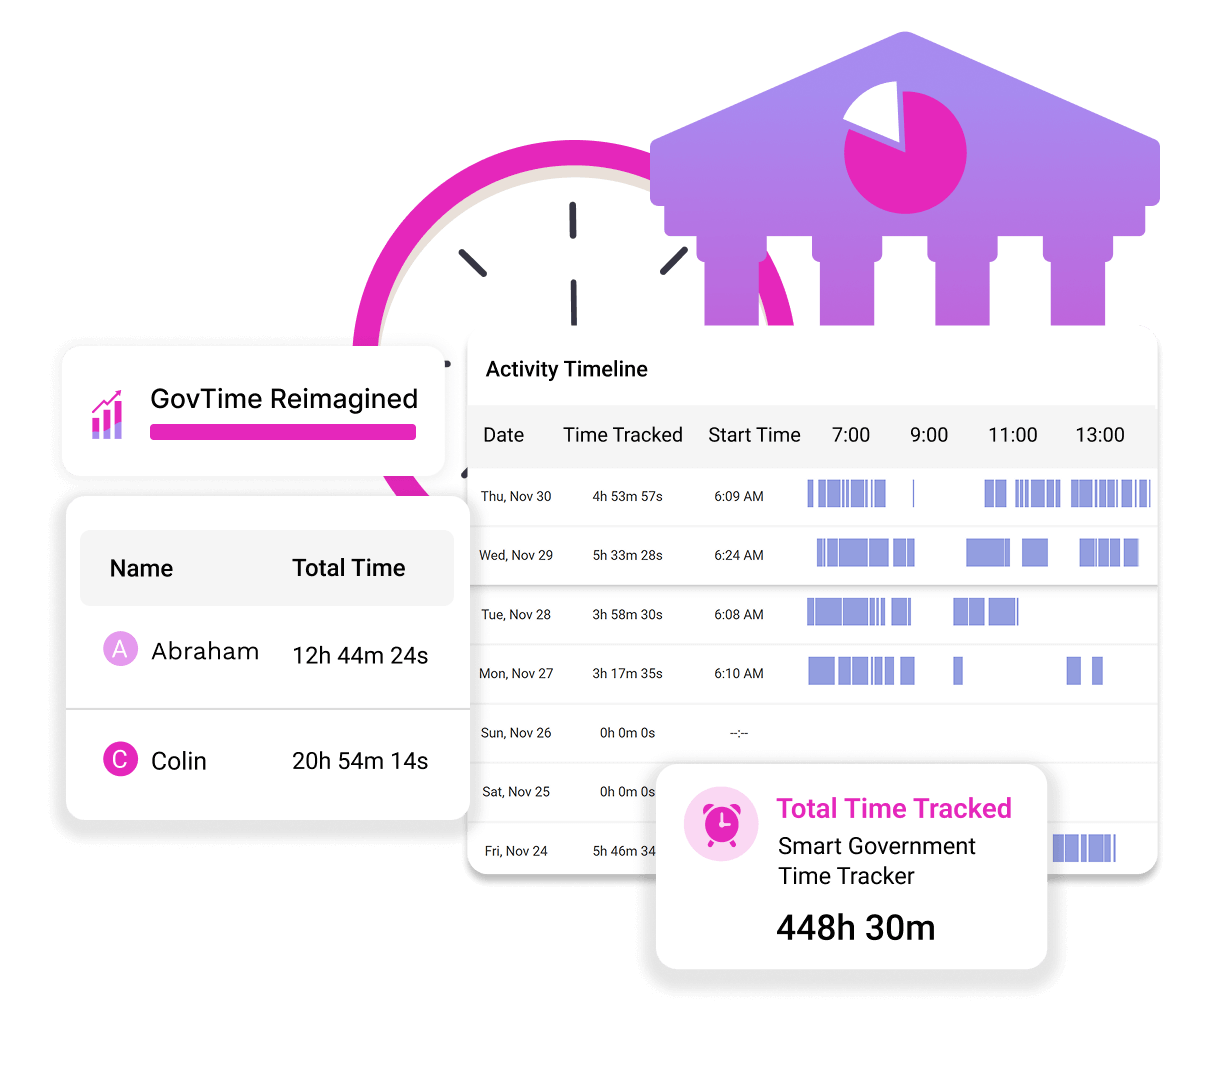 GovTime Reimagined
Name Total Time
A Abraham 12h 44m 24s
C Colin 20h 54m 14s
Activity Timeline
Date Time Tracked Start Time 7:00 9:00 11:00 13:00
Thu, Nov 30 4h 53m 57s 6:09 AM
Wed, Nov 29 5h 33m 28s 6:24 AM
Tue, Nov 28 3h 58m 30s 6:08 AM
Mon, Nov 27 3h 17m 35s 6:10 AM
Sun, Nov 26 0h 0m 0s --:--
Sat, Nov 25 0h 0m 0s
Fri, Nov 24 5h 46m 34
Total Time Tracked
Smart Government
Time Tracker
448h 30m